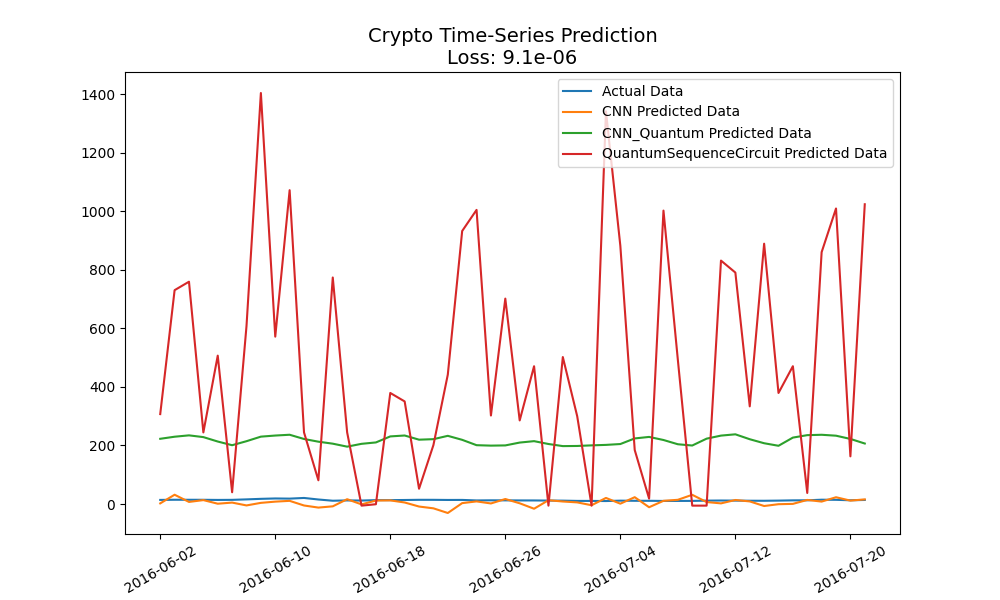 Crypto Time-Series Prediction
Loss: 9.1e-06
Actual Data
CNN Predicted Data
CNN_Quantum Predicted Data
QuantumSequenceCircuit Predicted Data
1400
1200
1000
800
600
400
200
0
2016-06-02
2016-06-10
2016-06-18
2016-06-26
2016-07-04
2016-07-12
2016-07-20